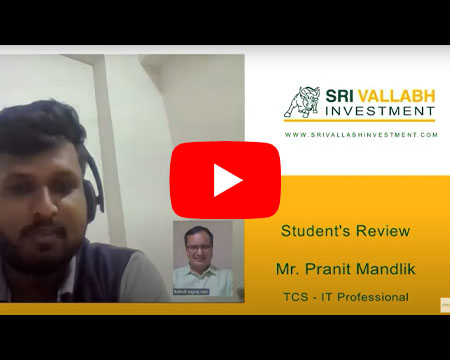 SRI VALLABH
INVESTMENT
WWW.SRIVALLABHINVESTMENT.COM
Student's Review
Mr. Pranit Mandlik
TCS - IT Professional